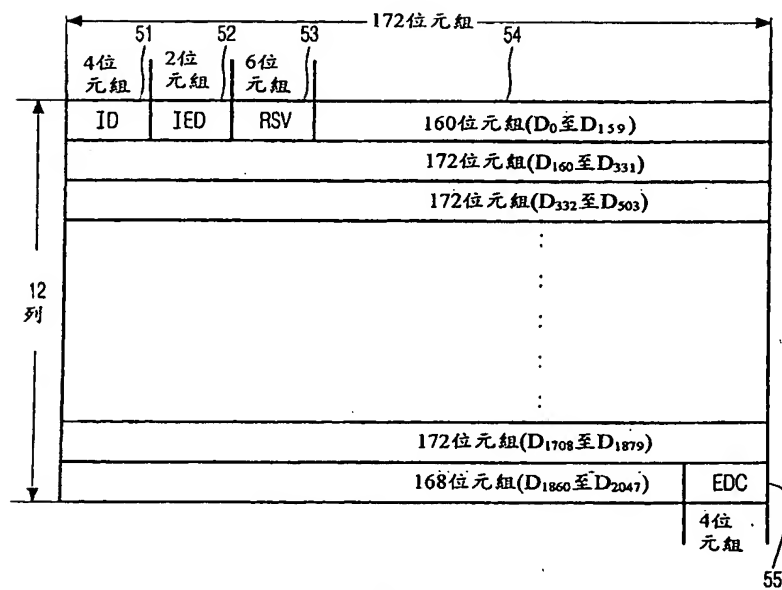 172位元組
51 52 53 54
4位元組 2位元組 6位元組
ID IED RSV 160位元組(D₀至D₁₅₉)
172位元組(D₁₆₀至D₃₃₁)
172位元組(D₃₃₂至D₅₀₃)
12列
172位元組(D₁₇₀₈至D₁₈₇₉)
168位元組(D₁₈₆₀至D₂₀₄₇) EDC
4位元組
55